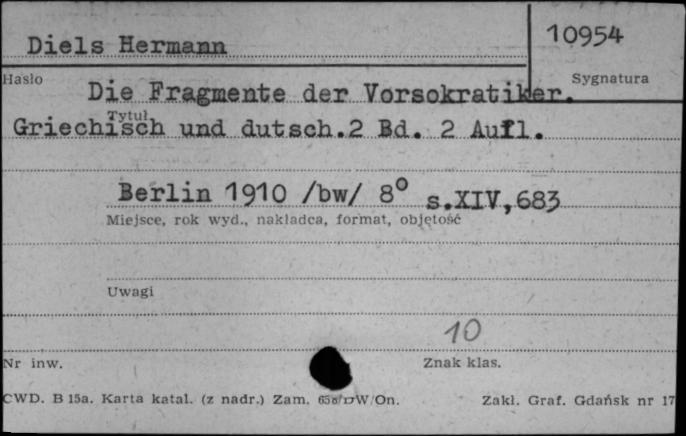 Diels Hermann
10954
Hasło
Sygnatura
Die Fragmente der Vorsokratiker.
Tytuł
Griechisch und dutsch.2 Bd. 2 Aufl.
Berlin 1910 /bw/ 8° s.XIV,683
Miejsce, rok wyd., nakładca, format, objętość
Uwagi
10
Nr inw.
Znak klas.
CWD. B 15a. Karta katal. (z nadr.) Zam. W/On. Zakl. Graf. Gdańsk nr 17